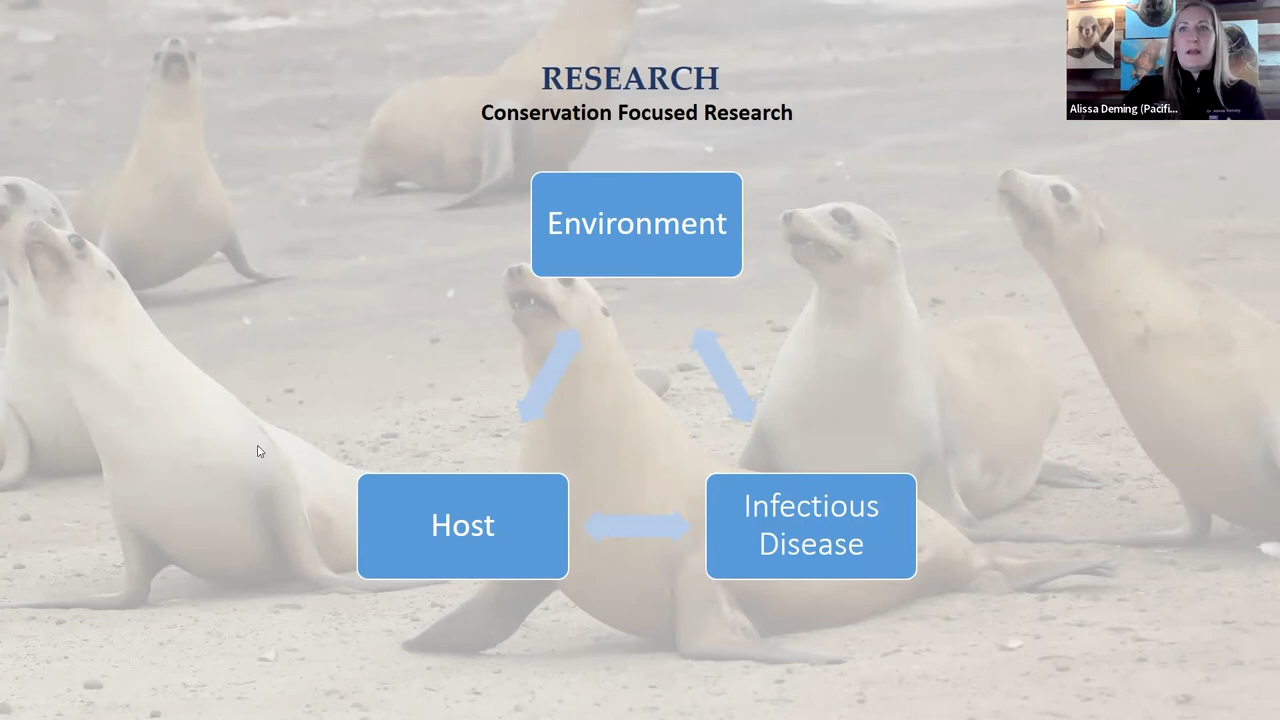 RESEARCH
Conservation Focused Research
Alissa Deming (Pacifi...
Environment
Host
Infectious
Disease